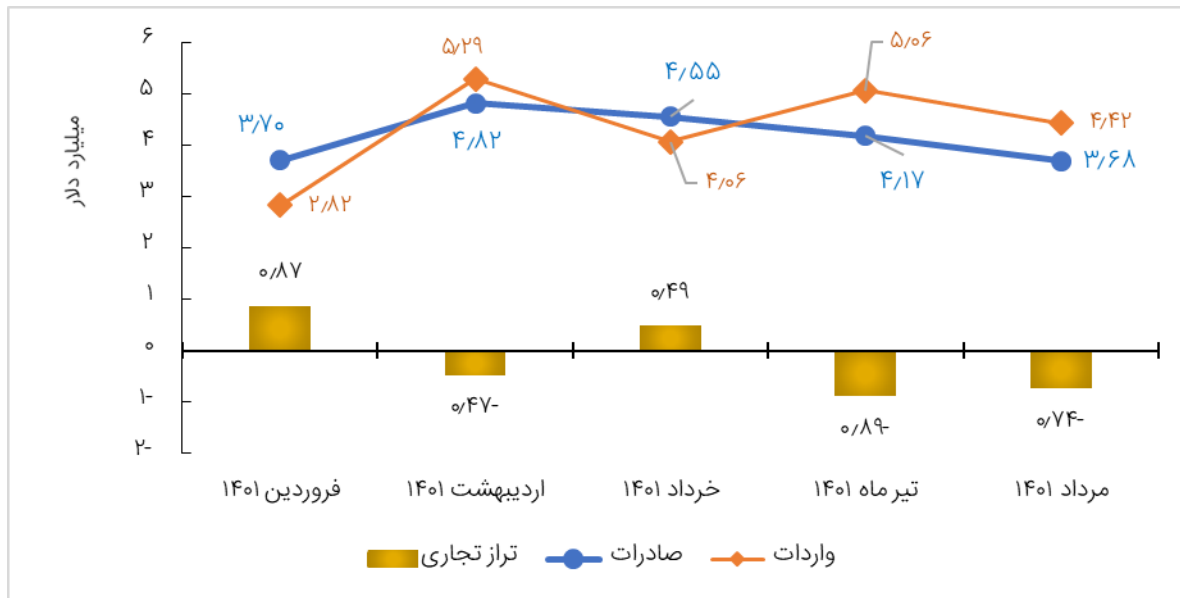 میلیارد دلار
۶
۵
۴
۳
۲
۱
۰
۱-
۲-
۳٫۷۰
۲٫۸۲
۵٫۲۹
۴٫۸۲
۴٫۵۵
۴٫۰۶
۵٫۰۶
۴٫۱۷
۴٫۴۲
۳٫۶۸
۰٫۸۷
۰٫۴۷-
۰٫۴۹
۰٫۸۹-
۰٫۷۴-
فروردین ۱۴۰۱
اردیبهشت ۱۴۰۱
خرداد ۱۴۰۱
تیر ماه ۱۴۰۱
مرداد ۱۴۰۱
تراز تجاری
صادرات
واردات